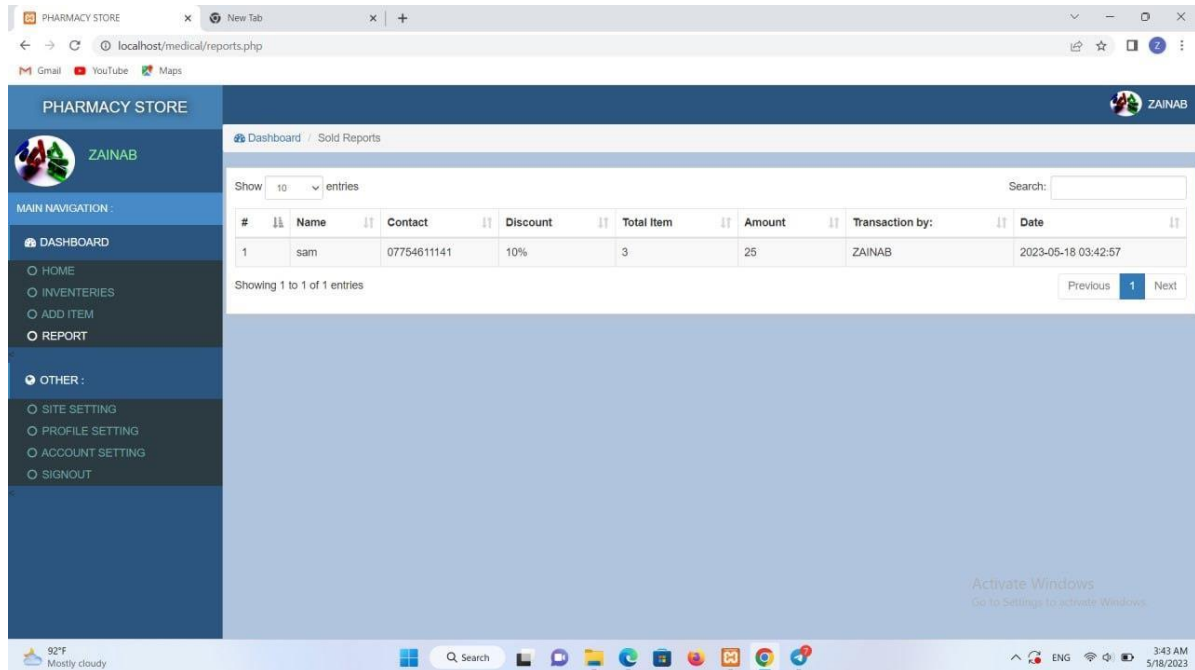 PHARMACY STORE
New Tab
localhost/medical/reports.php
Z
Gmail YouTube Maps
PHARMACY STORE
ZAINAB
ZAINAB
Dashboard / Sold Reports
MAIN NAVIGATION :
DASHBOARD
HOME
INVENTERIES
ADD ITEM
REPORT
OTHER :
SITE SETTING
PROFILE SETTING
ACCOUNT SETTING
SIGNOUT
Show 10 entries Search:
# Name Contact Discount Total Item Amount Transaction by: Date
1 sam 07754611141 10% 3 25 ZAINAB 2023-05-18 03:42:57
Showing 1 to 1 of 1 entries Previous 1 Next
Activate Windows
Go to Settings to activate Windows.
92°F
Mostly cloudy
Search
ENG
3:43 AM
5/18/2023